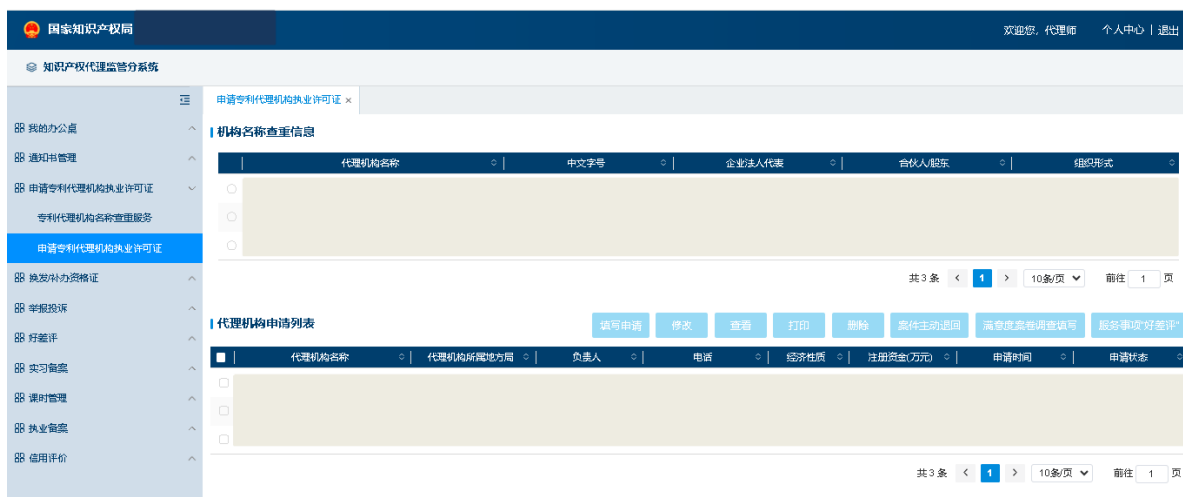 国家知识产权局
欢迎您, 代理师 个人中心 | 退出
知识产权代理监管分系统
申请专利代理机构执业许可证 ×
我的办公桌
通知书管理
申请专利代理机构执业许可证
专利代理机构名称查重服务
申请专利代理机构执业许可证
换发/补办资格证
举报投诉
好差评
实习备案
课时管理
执业备案
信用评价
机构名称查重信息
代理机构名称 中文字号 企业法人代表 合伙人/股东 组织形式
共 3 条 < 1 > 10条/页 前往 1 页
代理机构申请列表
填写申请 修改 查看 打印 删除 案件主动退回 满意度案卷调查填写 服务事项"好差评"
代理机构名称 代理机构所属地方局 负责人 电话 经济性质 注册资金(万元) 申请时间 申请状态
共 3 条 < 1 > 10条/页 前往 1 页